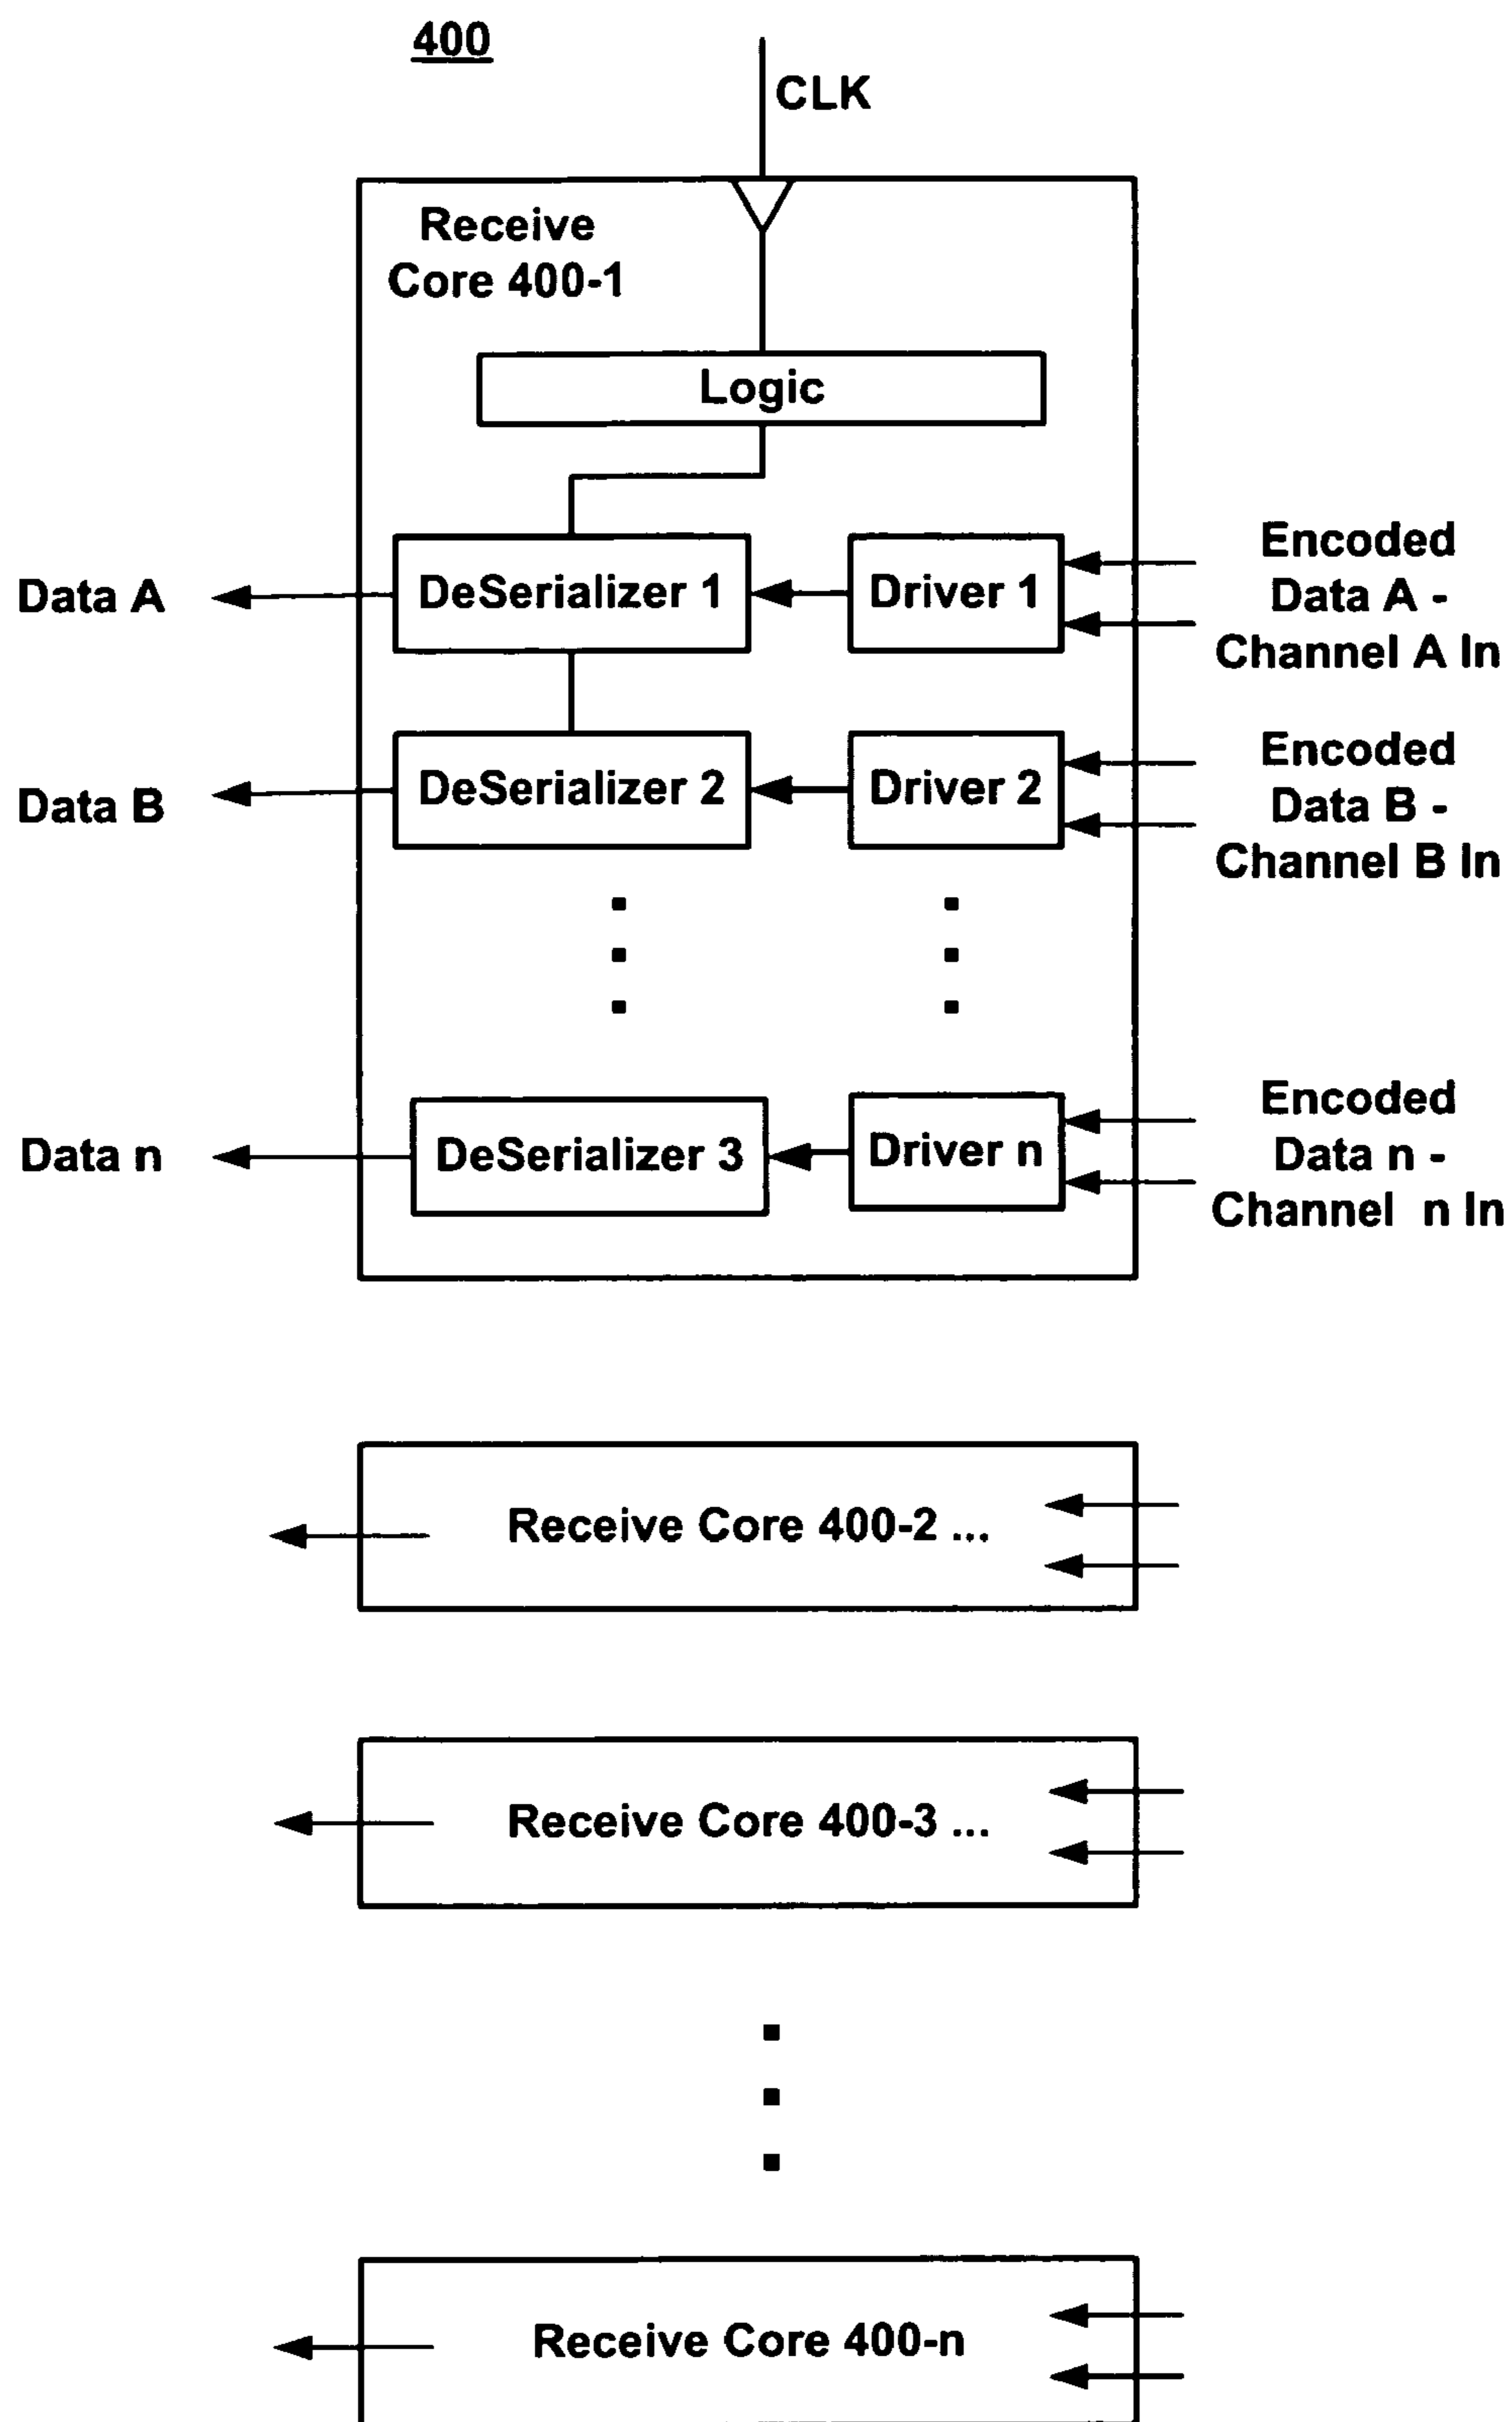 400
CLK
Receive
Core 400-1
Logic
Data A
DeSerializer 1
Driver 1
Encoded
Data A -
Channel A In
Data B
DeSerializer 2
Driver 2
Encoded
Data B -
Channel B In
Data n
DeSerializer 3
Driver n
Encoded
Data n -
Channel n In
Receive Core 400-2 ...
Receive Core 400-3 ...
Receive Core 400-n